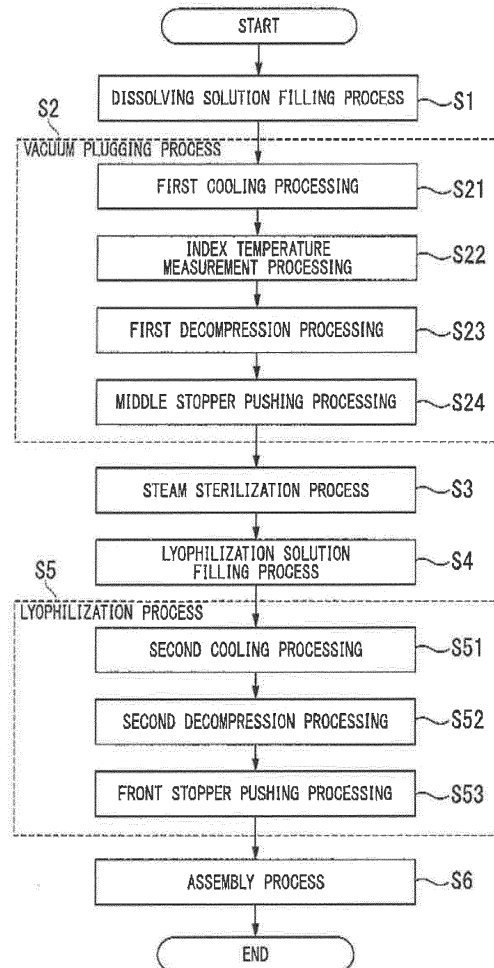 START
DISSOLVING SOLUTION FILLING PROCESS
S1
S2
VACUUM PLUGGING PROCESS
FIRST COOLING PROCESSING
S21
INDEX TEMPERATURE
MEASUREMENT PROCESSING
S22
FIRST DECOMPRESSION PROCESSING
S23
MIDDLE STOPPER PUSHING PROCESSING
S24
STEAM STERILIZATION PROCESS
S3
LYOPHILIZATION SOLUTION
FILLING PROCESS
S4
S5
LYOPHILIZATION PROCESS
SECOND COOLING PROCESSING
S51
SECOND DECOMPRESSION PROCESSING
S52
FRONT STOPPER PUSHING PROCESSING
S53
ASSEMBLY PROCESS
S6
END